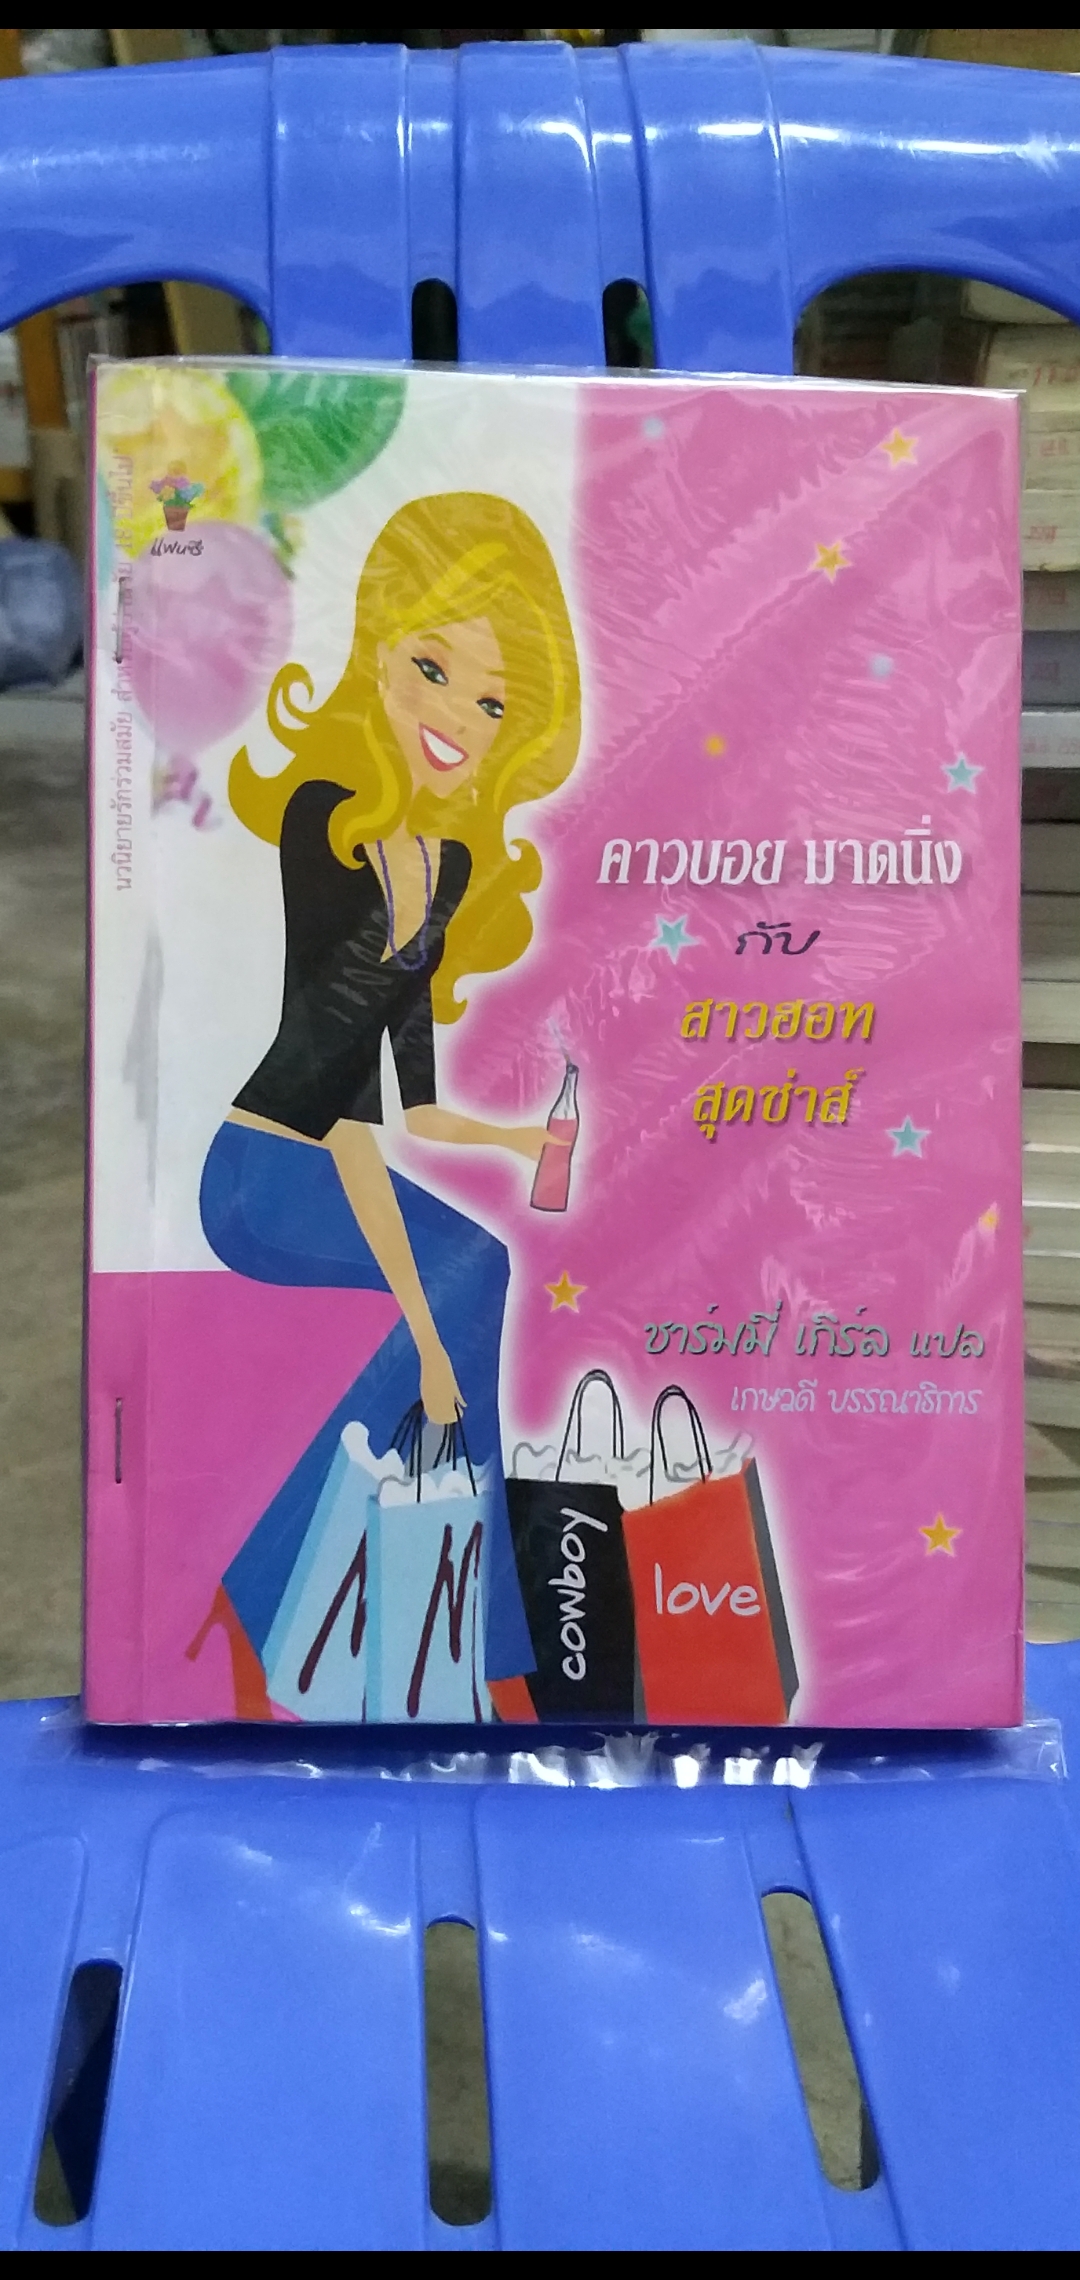 แฟนซี
คาวบอย มาดนิ่ง
กับ
สาวฮอท
สุดซ่าส์
ชาร์มมี่ เกิร์ล แปล
เกษวดี บรรณาธิการ
cowboy
love